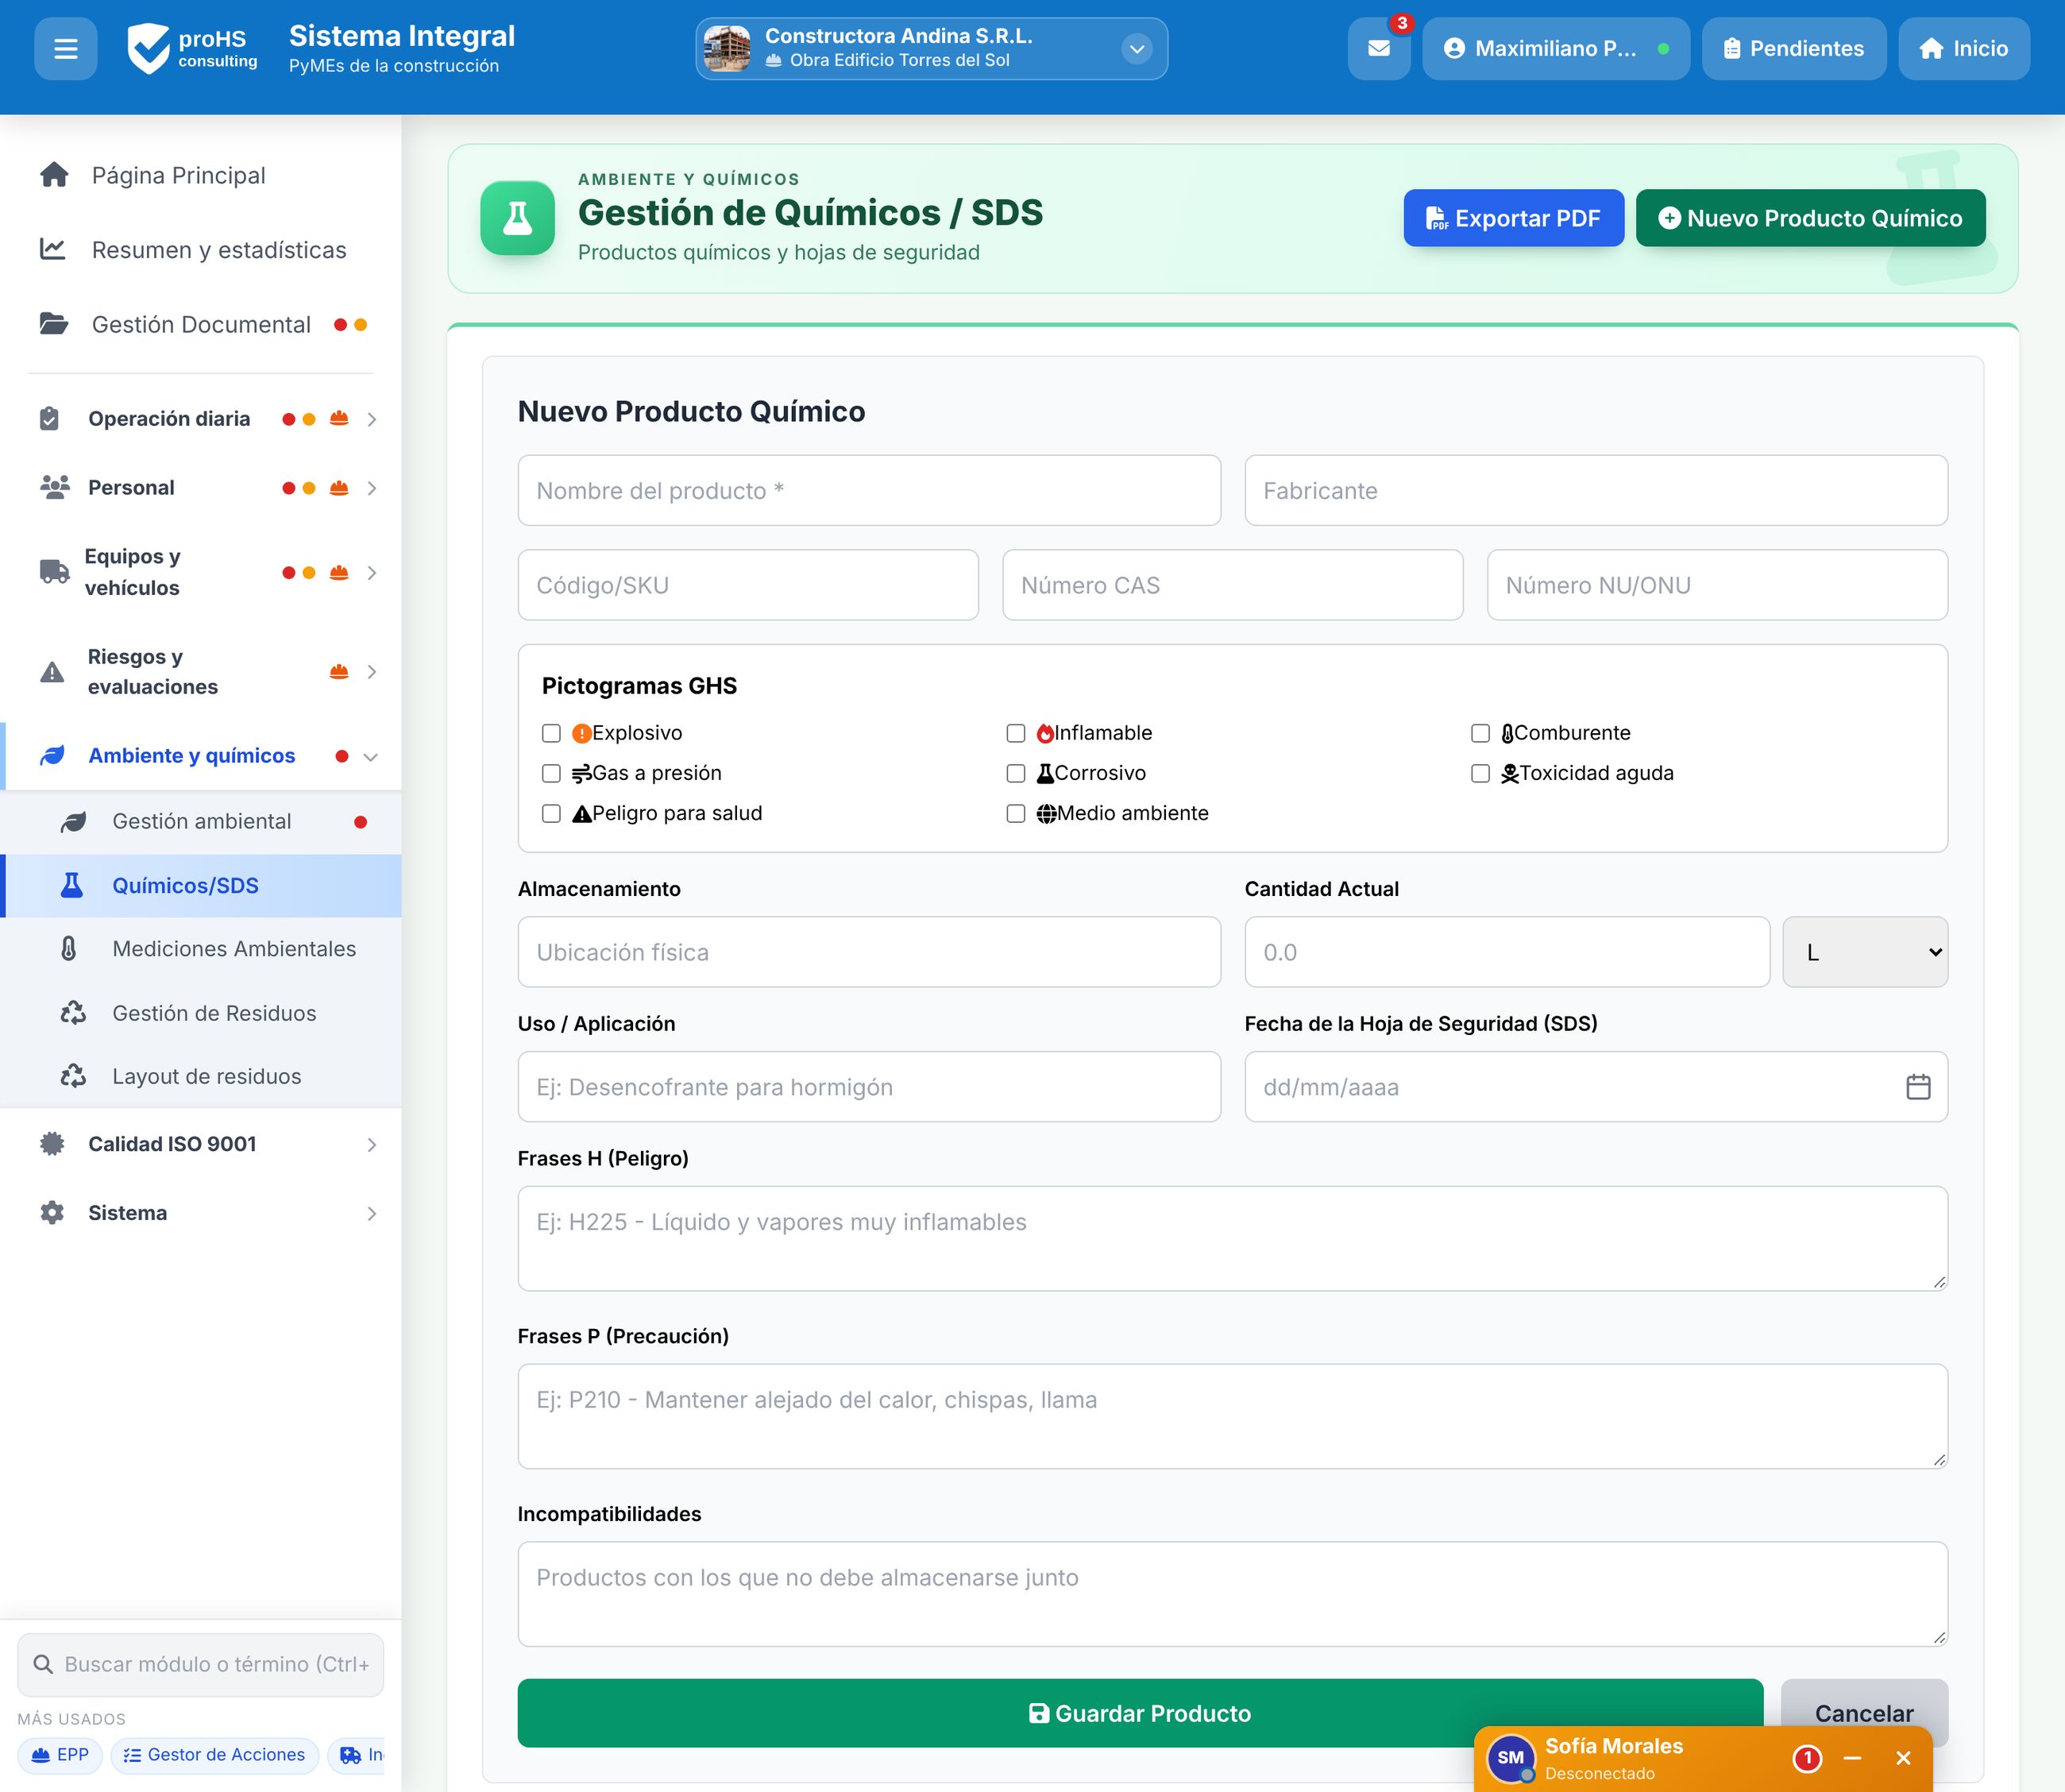 proHS
consulting
Sistema Integral
PyMEs de la construcción
Constructora Andina S.R.L.
Obra Edificio Torres del Sol
3
Maximiliano P...
Pendientes
Inicio
Página Principal
Resumen y estadísticas
Gestión Documental
Operación diaria
Personal
Equipos y
vehículos
Riesgos y
evaluaciones
Ambiente y químicos
Gestión ambiental
Químicos/SDS
Mediciones Ambientales
Gestión de Residuos
Layout de residuos
Calidad ISO 9001
Sistema
Buscar módulo o término (Ctrl+
MÁS USADOS
EPP
Gestor de Acciones
In
AMBIENTE Y QUÍMICOS
Gestión de Químicos / SDS
Productos químicos y hojas de seguridad
PDF Exportar PDF
Nuevo Producto Químico
Nuevo Producto Químico
Nombre del producto *
Fabricante
Código/SKU
Número CAS
Número NU/ONU
Pictogramas GHS
Explosivo
Inflamable
Comburente
Gas a presión
Corrosivo
Toxicidad aguda
Peligro para salud
Medio ambiente
Almacenamiento
Cantidad Actual
Ubicación física
0.0
L
Uso / Aplicación
Fecha de la Hoja de Seguridad (SDS)
Ej: Desencofrante para hormigón
dd/mm/aaaa
Frases H (Peligro)
Ej: H225 - Líquido y vapores muy inflamables
Frases P (Precaución)
Ej: P210 - Mantener alejado del calor, chispas, llama
Incompatibilidades
Productos con los que no debe almacenarse junto
Guardar Producto
Cancelar
SM
Sofía Morales
Desconectado
1